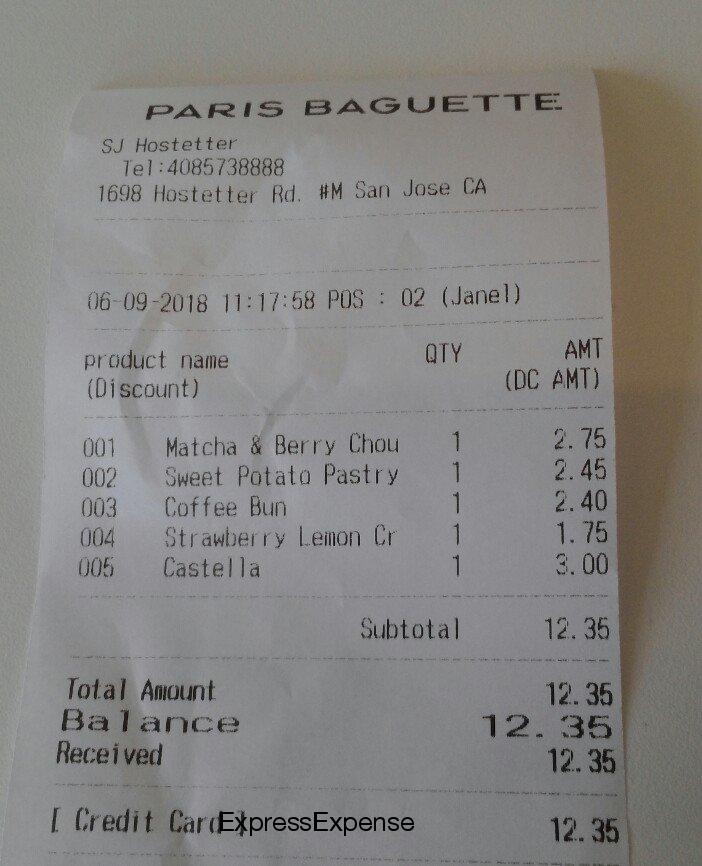 PARIS BAGUETTE
SJ Hostetter
Tel:4085738888
1698 Hostetter Rd. #M San Jose CA
06-09-2018 11:17:58 POS : 02 (Janel)
product name QTY AMT
(Discount) (DC AMT)
001 Matcha & Berry Chou 1 2.75
002 Sweet Potato Pastry 1 2.45
003 Coffee Bun 1 2.40
004 Strawberry Lemon Cr 1 1.75
005 Castella 1 3.00
Subtotal 12.35
Total Amount 12.35
Balance 12.35
Received 12.35
[ Credit Card ] 12.35
ExpressExpense